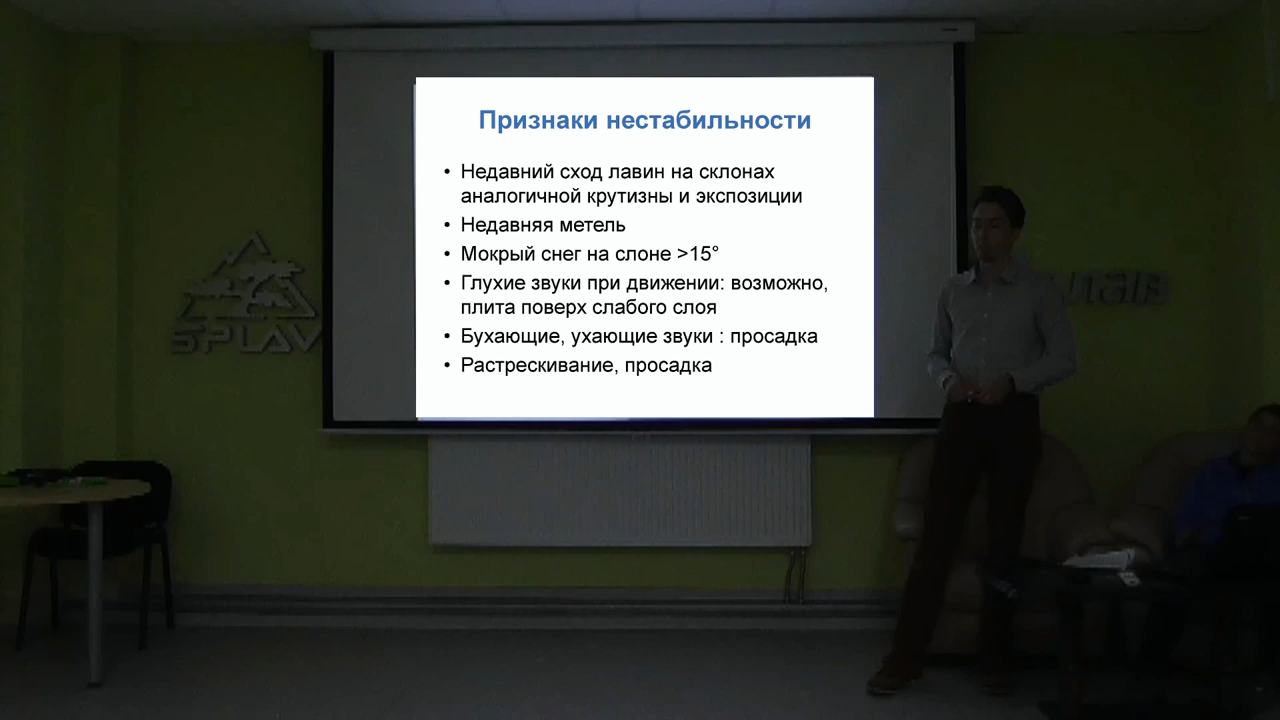 Признаки нестабильности
• Недавний сход лавин на склонах
аналогичной крутизны и экспозиции
• Недавняя метель
• Мокрый снег на слоне >15°
• Глухие звуки при движении: возможно,
плита поверх слабого слоя
• Бухающие, ухающие звуки : просадка
• Растрескивание, просадка
SPLAV